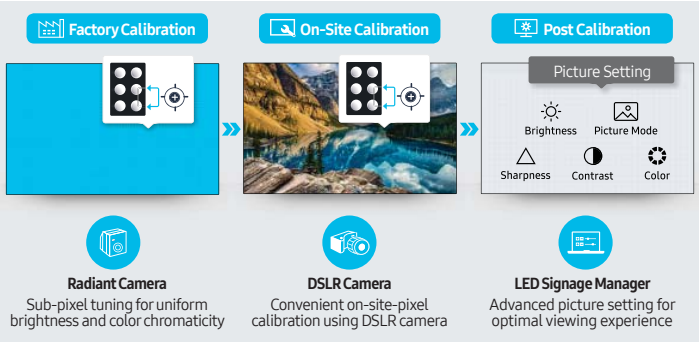 Factory Calibration
On-Site Calibration
Post Calibration
Picture Setting
Brightness
Picture Mode
Sharpness
Contrast
Color
Radiant Camera
Sub-pixel tuning for uniform
brightness and color chromaticity
DSLR Camera
Convenient on-site-pixel
calibration using DSLR camera
LED Signage Manager
Advanced picture setting for
optimal viewing experience